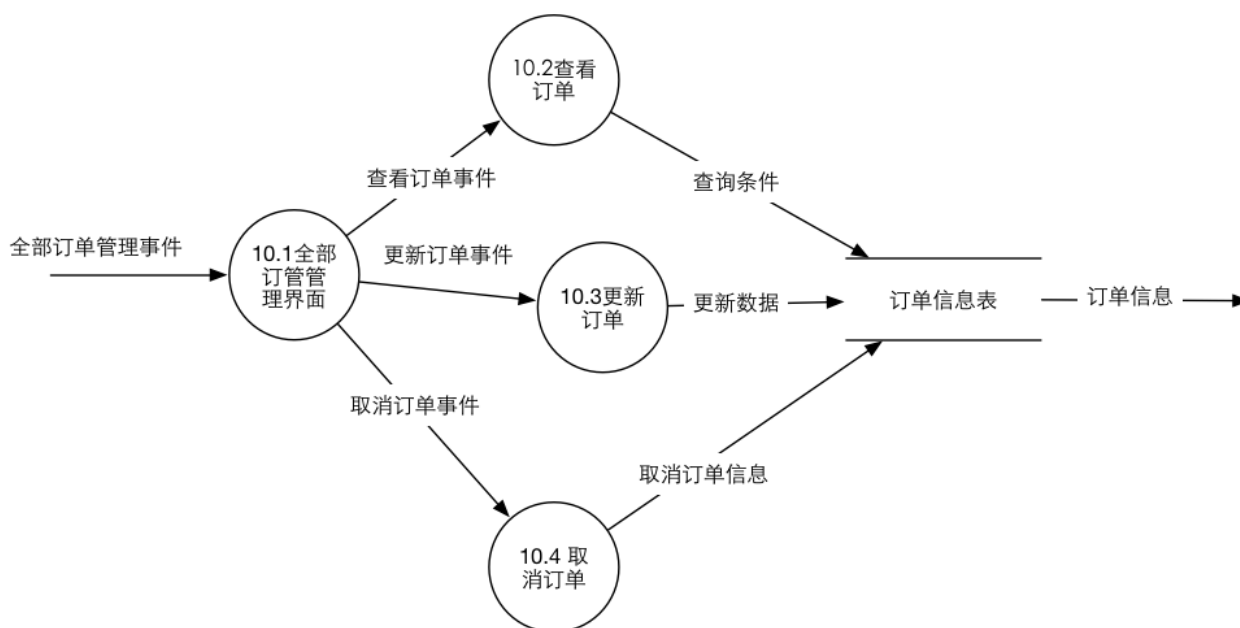 10.2查看
订单
查看订单事件
查询条件
全部订单管理事件
10.1全部
订管管
理界面
更新订单事件
10.3更新
订单
更新数据
订单信息表
订单信息
取消订单事件
取消订单信息
10.4 取
消订单